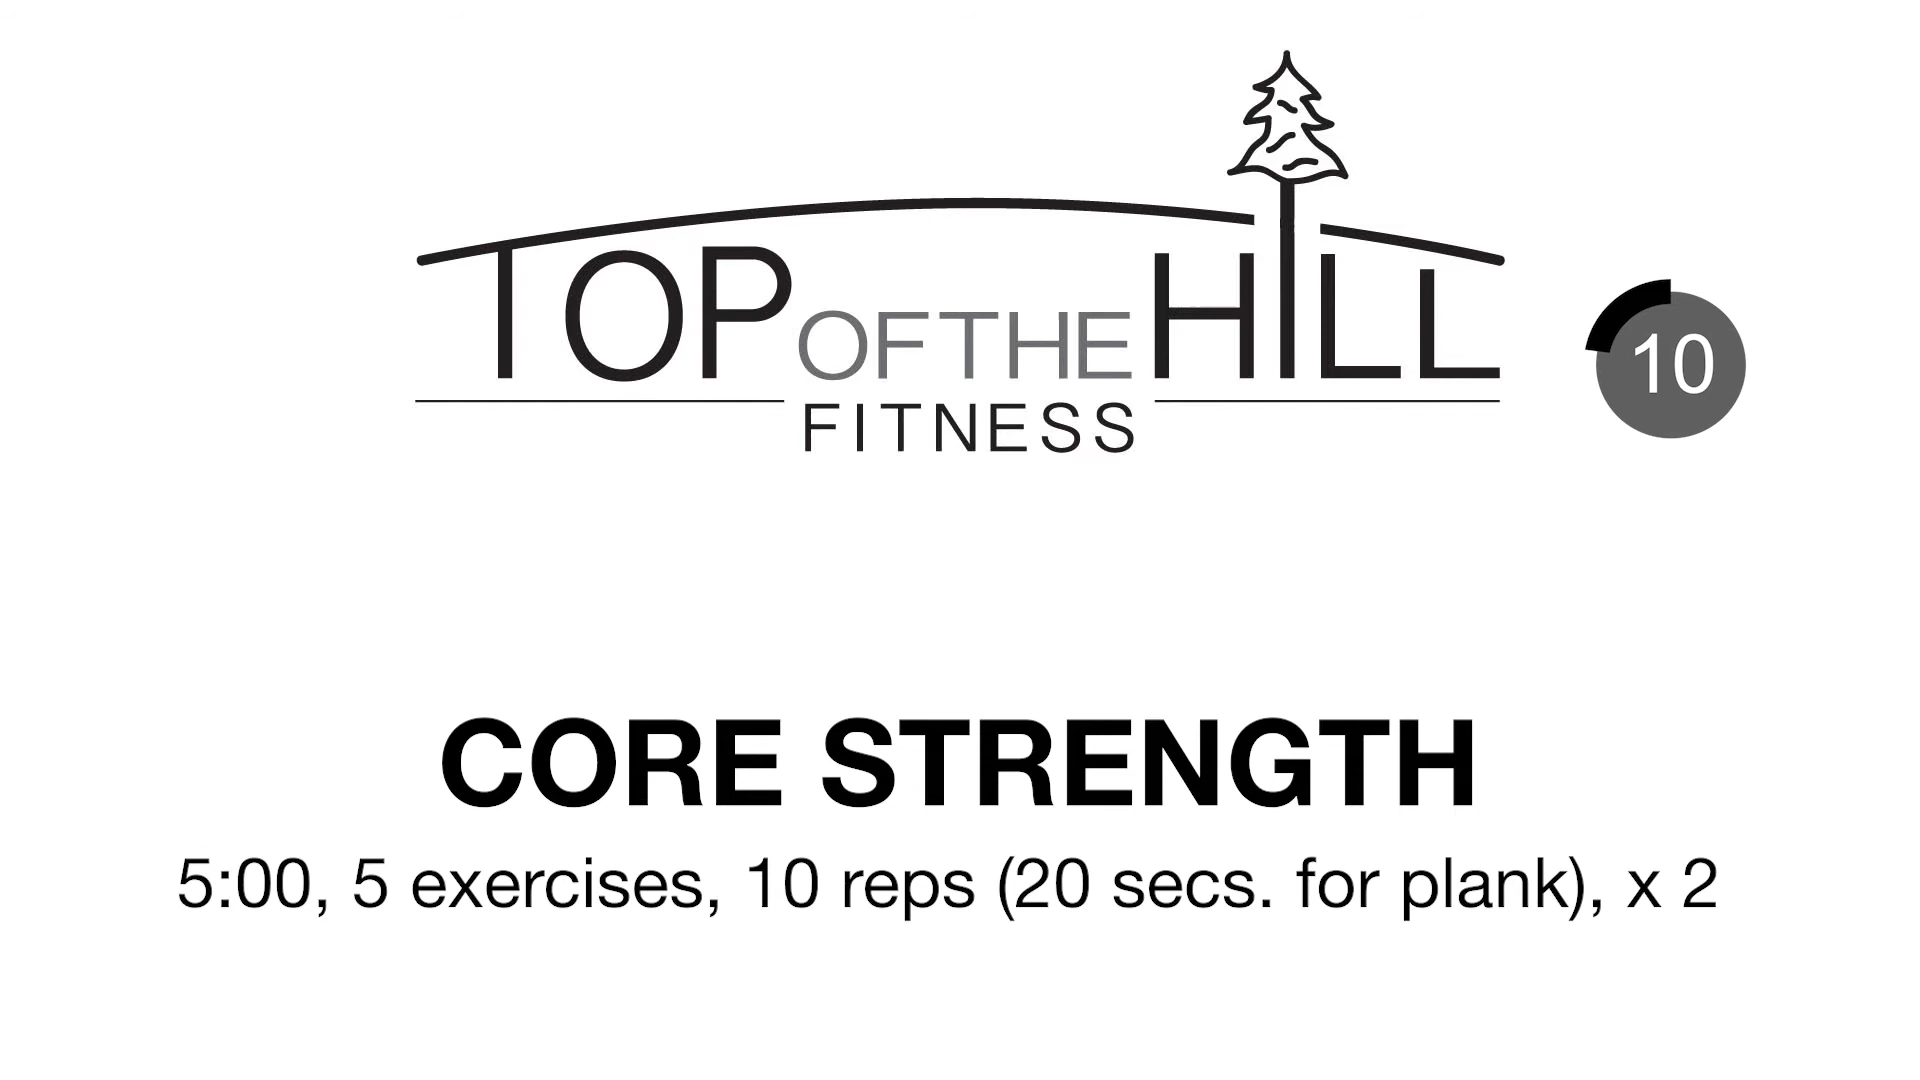 TOP OF THE HILL
FITNESS
10
CORE STRENGTH
5:00, 5 exercises, 10 reps (20 secs. for plank), x 2